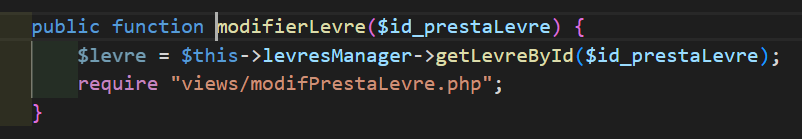 public function modifierLevre($id_prestaLevre) {
    $levre = $this->levresManager->getLevreById($id_prestaLevre);
    require "views/modifPrestaLevre.php";
}